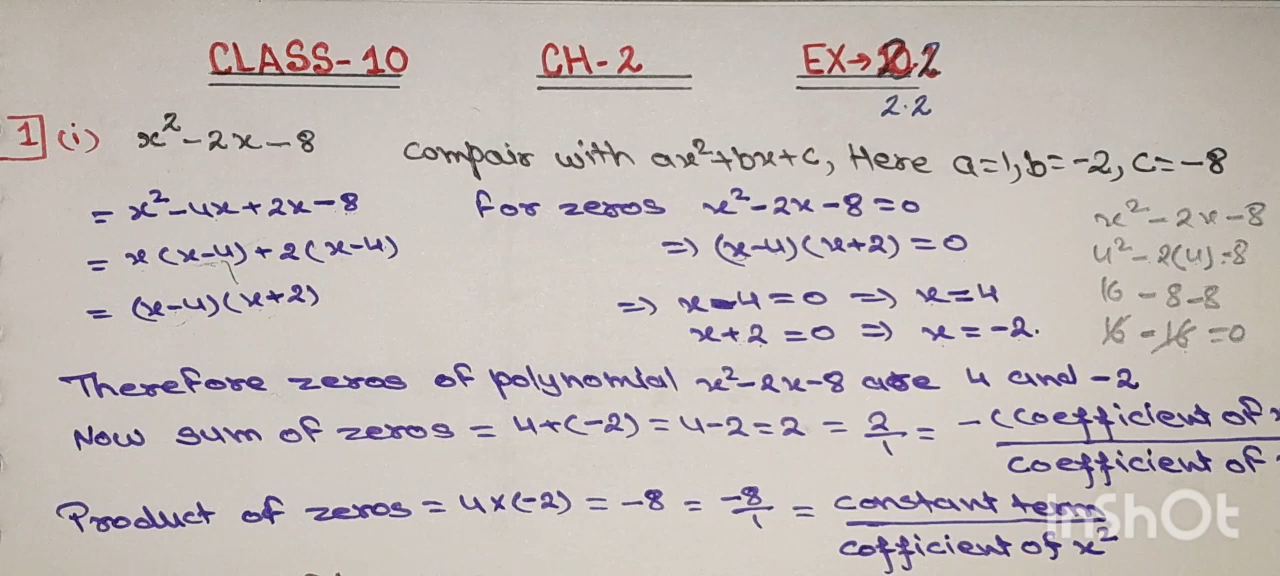 CLASS-10 CH-2 EX→2.2
2.2
1 (i) x²-2x-8 compair with ax²+bx+c, Here a=1, b=-2, c=-8
= x²-4x+2x-8 for zeros x²-2x-8=0
= x(x-4)+2(x-4) => (x-4)(x+2)=0
= (x-4)(x+2) => x-4=0 => x=4
x+2=0 => x=-2.
x²-2x-8
4²-2(4)-8
16-8-8
16-16=0
Therefore zeros of polynomial x²-2x-8 are 4 and -2
Now sum of zeros = 4+(-2) = 4-2=2 = 2/1 = -(coefficient of x / coefficient of
Product of zeros = 4×(-2) = -8 = -8/1 = constant term / cofficient of x²
InShOt